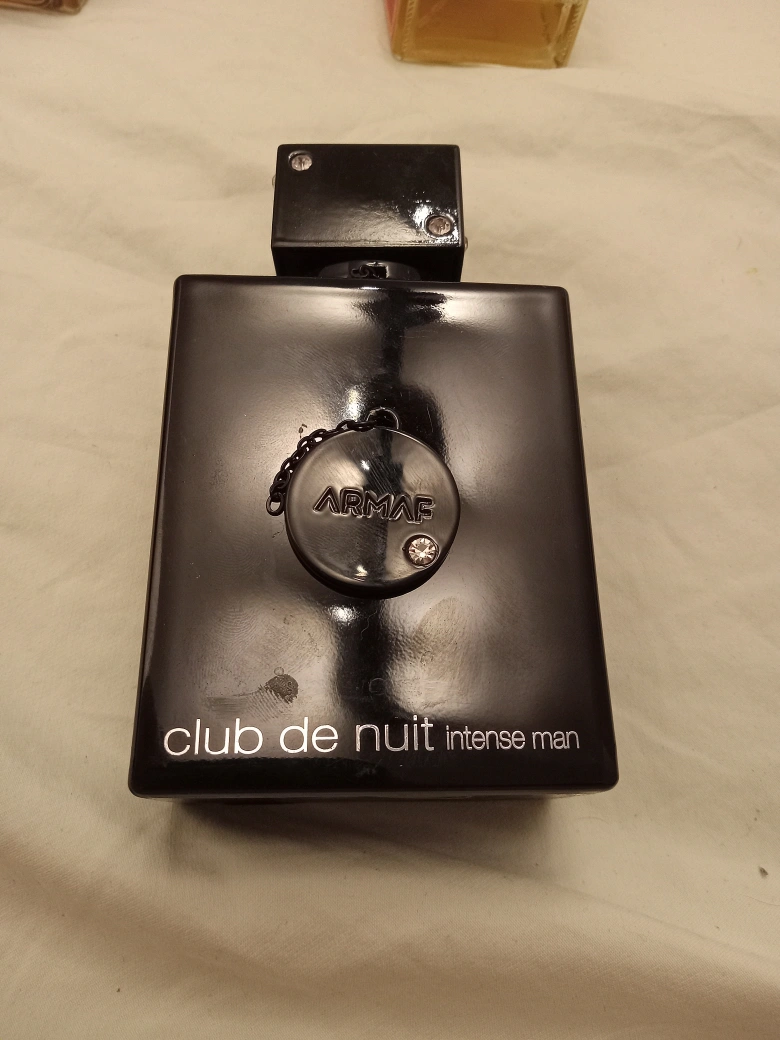 ARMAF
club de nuit intense man